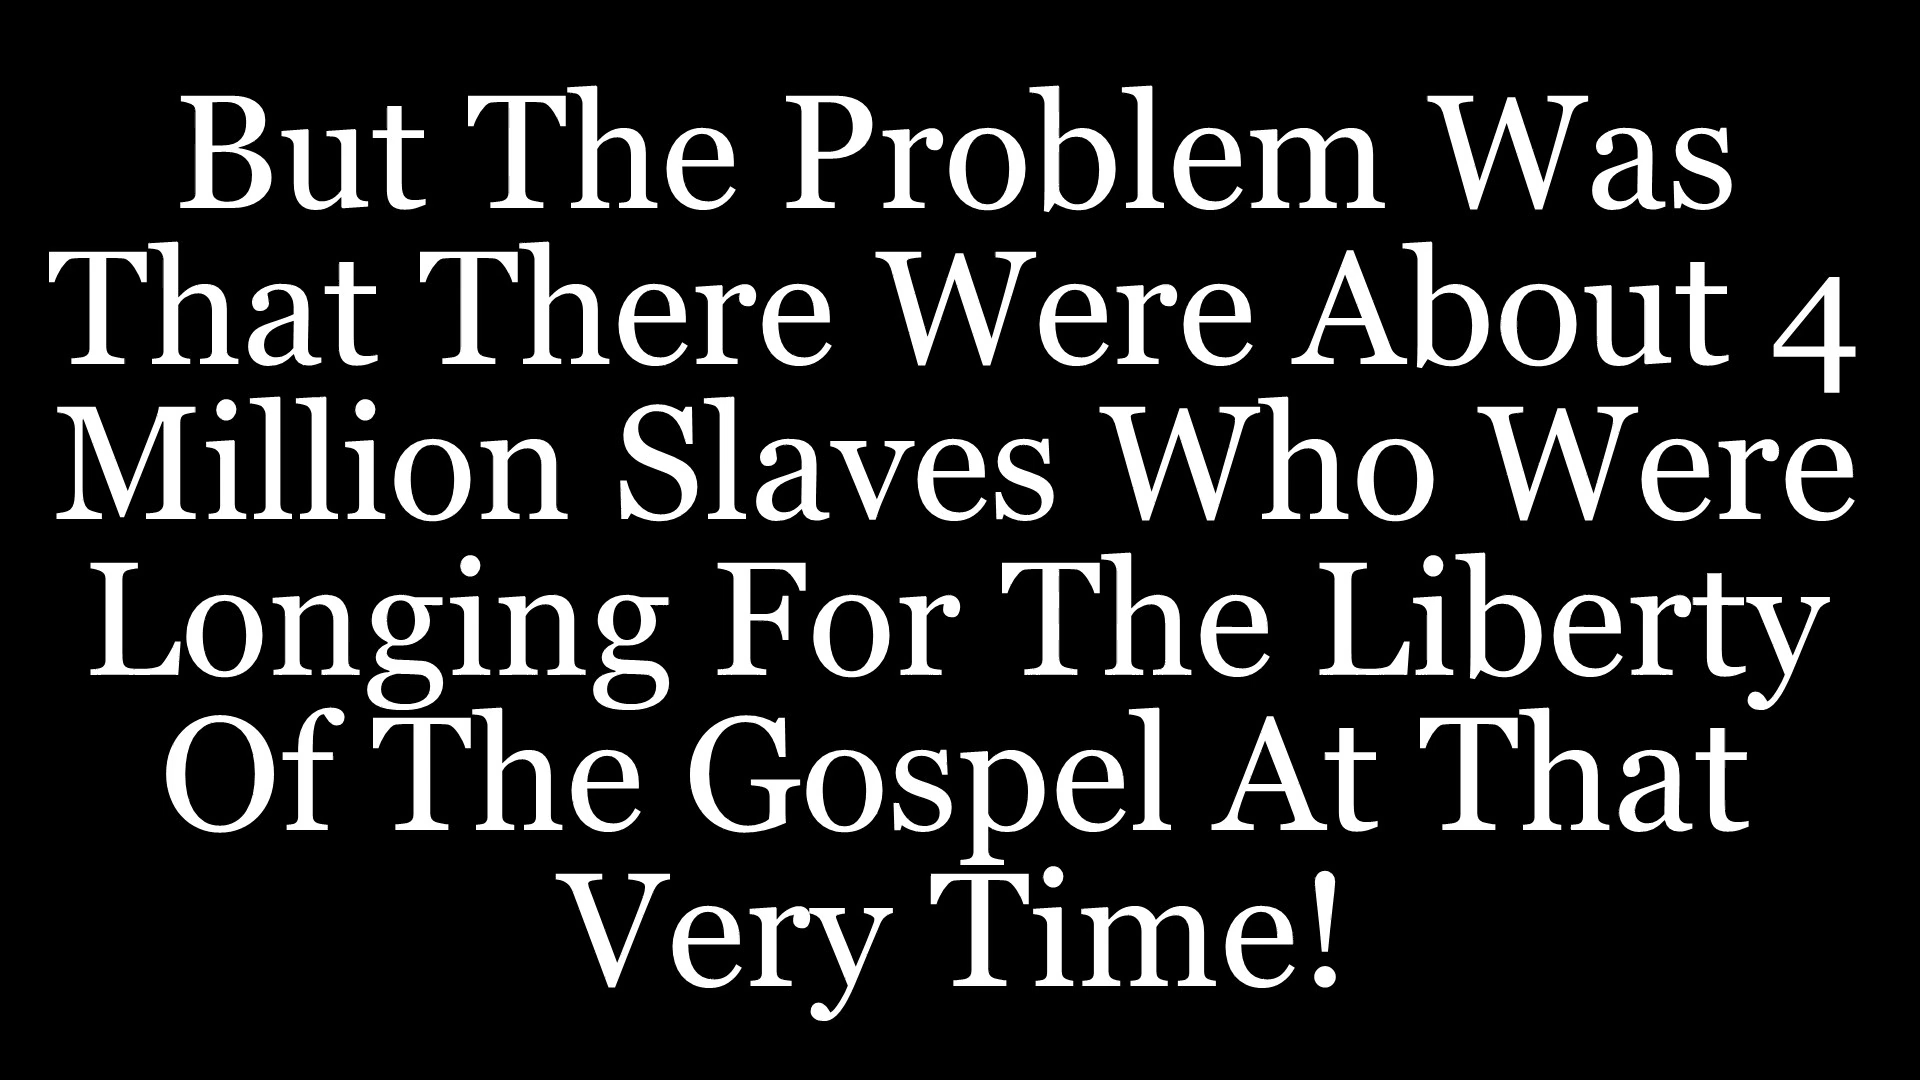 But The Problem Was
That There Were About 4
Million Slaves Who Were
Longing For The Liberty
Of The Gospel At That
Very Time!